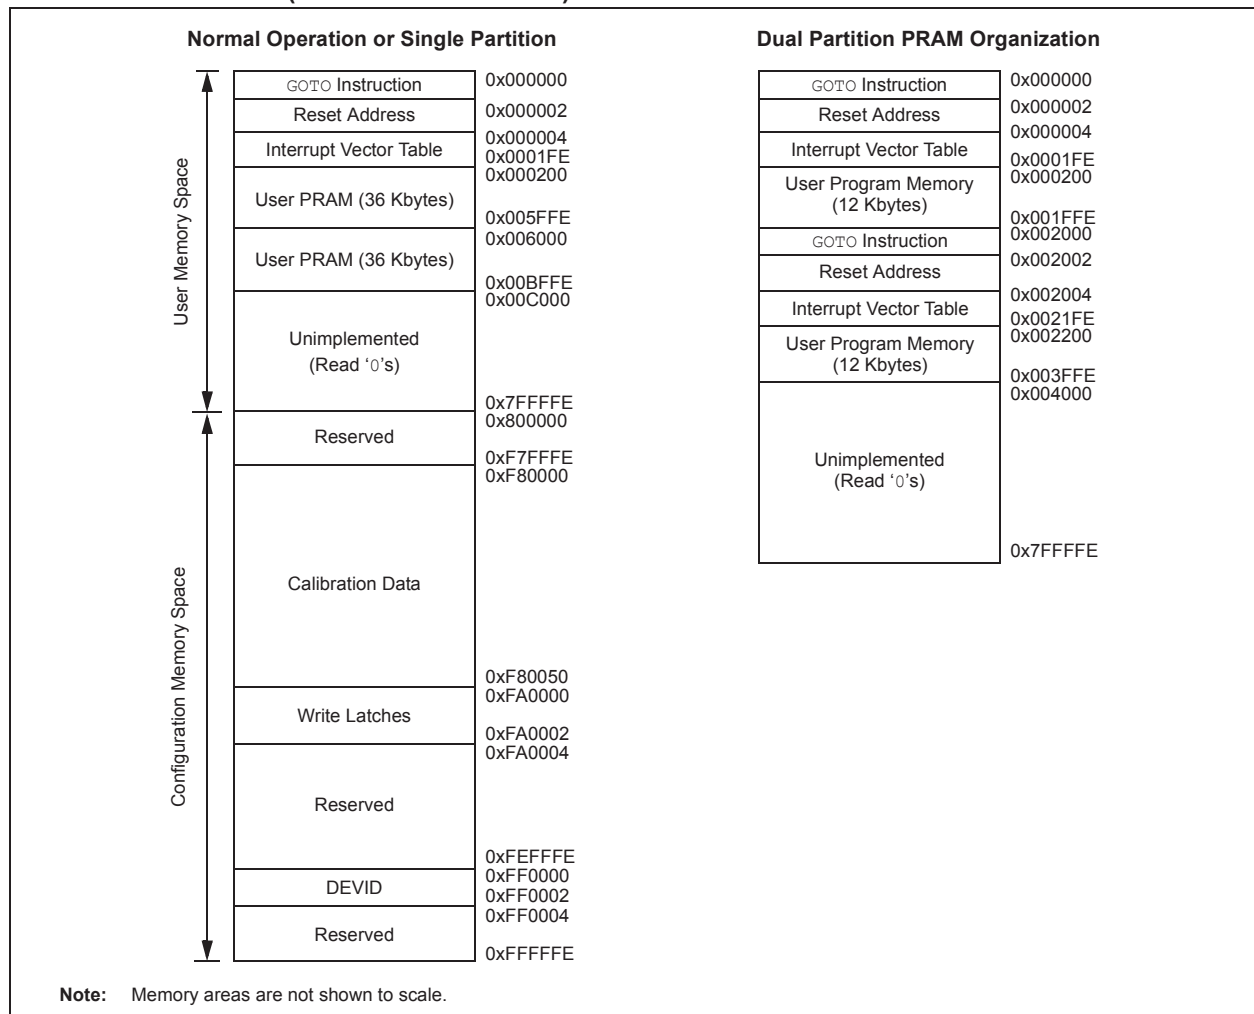 Normal Operation or Single Partition
User Memory Space
GOTO Instruction
0x000000
Reset Address
0x000002
Interrupt Vector Table
0x000004
0x0001FE
User PRAM (36 Kbytes)
0x000200
0x005FFE
User PRAM (36 Kbytes)
0x006000
0x00BFFE
Unimplemented
(Read ‘0’s)
0x00C000
0x7FFFFE
Configuration Memory Space
Reserved
0x800000
0xF7FFFE
Calibration Data
0xF80000
0xF80050
Write Latches
0xFA0000
0xFA0002
Reserved
0xFA0004
0xFEFFFE
DEVID
0xFF0000
0xFF0002
Reserved
0xFF0004
0xFFFFFE
Dual Partition PRAM Organization
GOTO Instruction
0x000000
Reset Address
0x000002
Interrupt Vector Table
0x000004
0x0001FE
User Program Memory
(12 Kbytes)
0x000200
0x001FFE
GOTO Instruction
0x002000
Reset Address
0x002002
Interrupt Vector Table
0x002004
0x0021FE
User Program Memory
(12 Kbytes)
0x002200
0x003FFE
Unimplemented
(Read ‘0’s)
0x004000
0x7FFFFE
Note: Memory areas are not shown to scale.